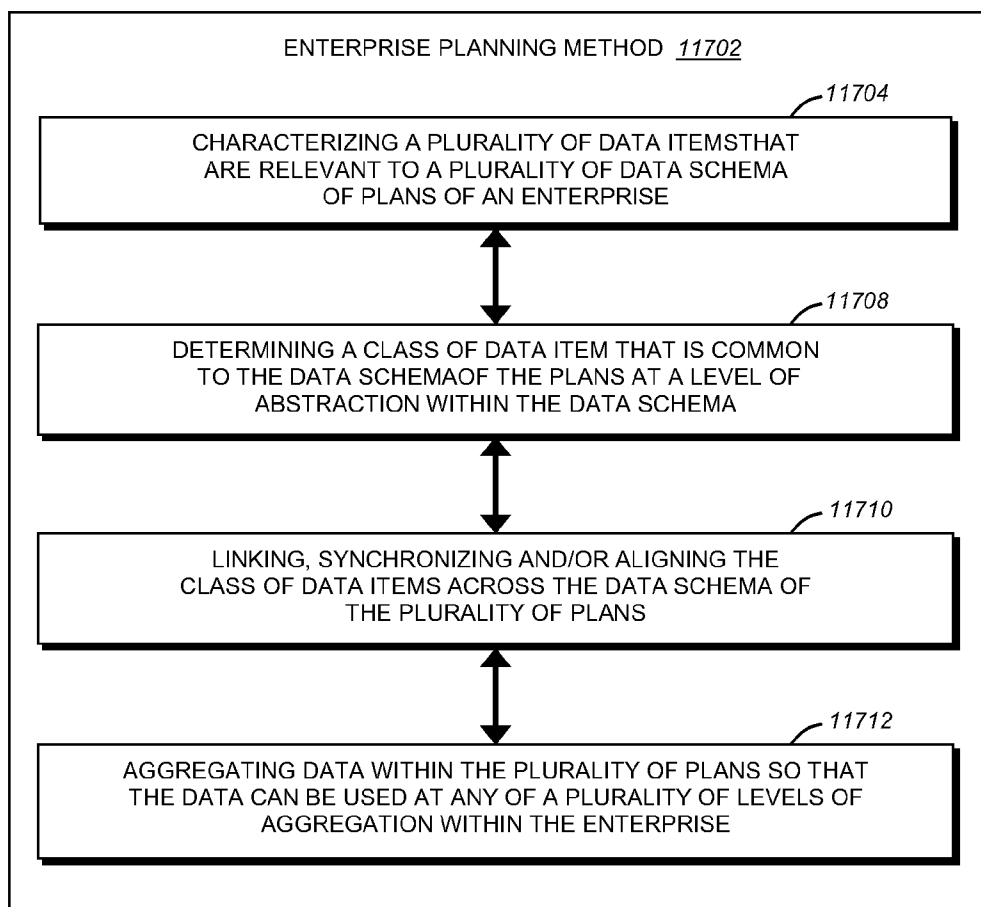 ENTERPRISE PLANNING METHOD 11702
11704
CHARACTERIZING A PLURALITY OF DATA ITEMSTHAT
ARE RELEVANT TO A PLURALITY OF DATA SCHEMA
OF PLANS OF AN ENTERPRISE
11708
DETERMINING A CLASS OF DATA ITEM THAT IS COMMON
TO THE DATA SCHEMAOF THE PLANS AT A LEVEL OF
ABSTRACTION WITHIN THE DATA SCHEMA
11710
LINKING, SYNCHRONIZING AND/OR ALIGNING THE
CLASS OF DATA ITEMS ACROSS THE DATA SCHEMA OF
THE PLURALITY OF PLANS
11712
AGGREGATING DATA WITHIN THE PLURALITY OF PLANS SO THAT
THE DATA CAN BE USED AT ANY OF A PLURALITY OF LEVELS OF
AGGREGATION WITHIN THE ENTERPRISE